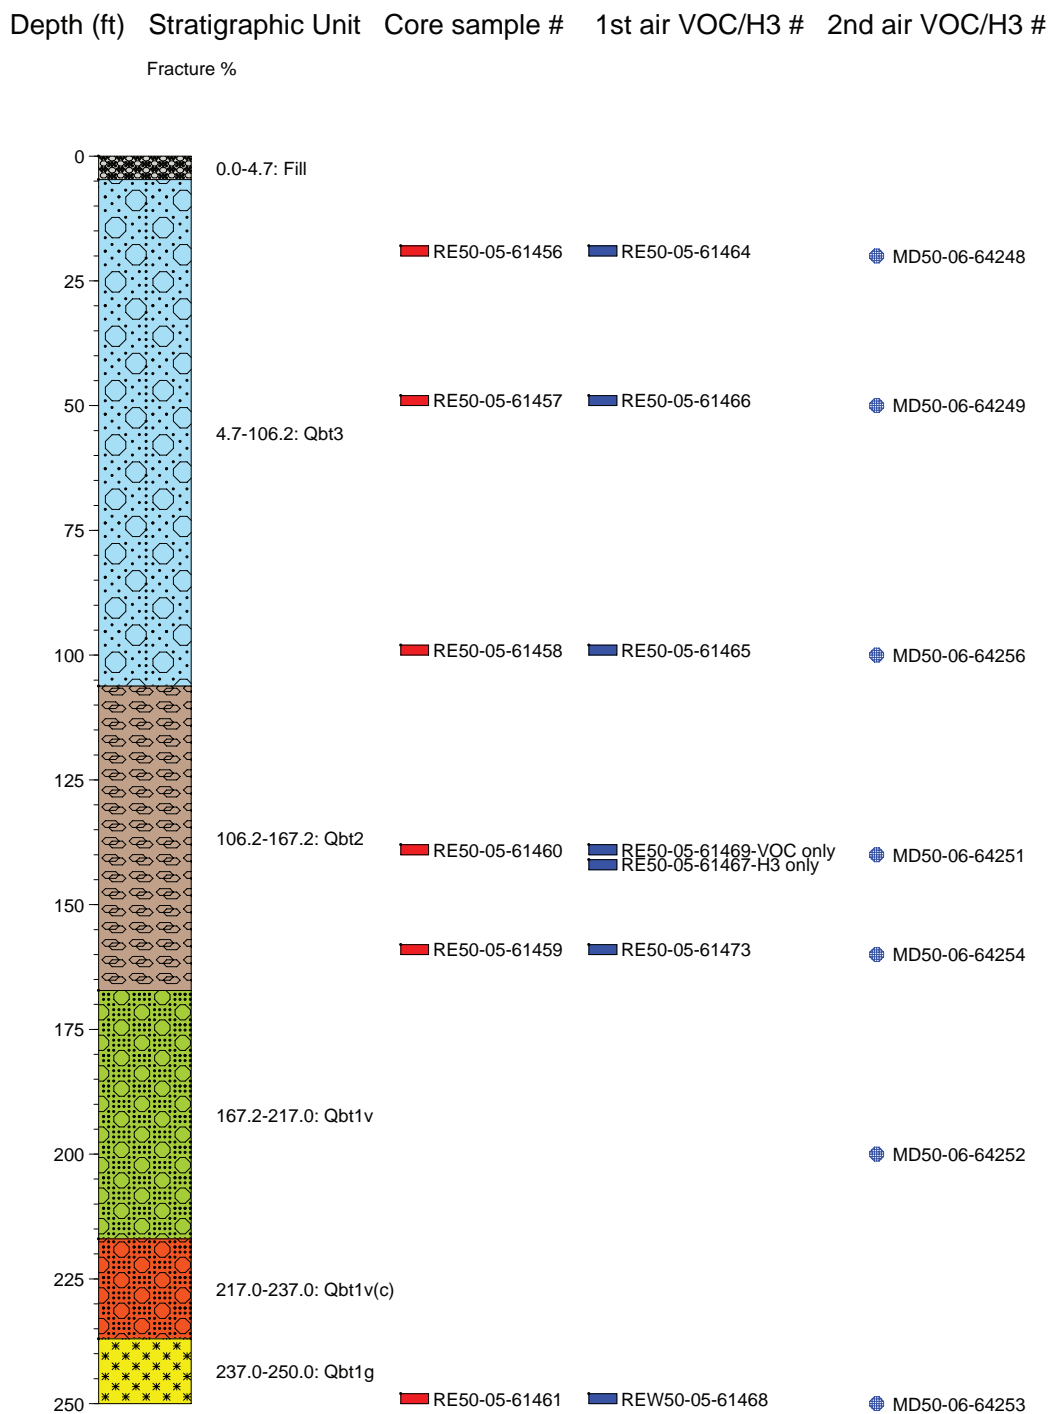 Depth (ft) Stratigraphic Unit Core sample # 1st air VOC/H3 # 2nd air VOC/H3 #
Fracture %
0
0.0-4.7: Fill
RE50-05-61456 RE50-05-61464 MD50-06-64248
25
50 RE50-05-61457 RE50-05-61466 MD50-06-64249
4.7-106.2: Qbt3
75
100 RE50-05-61458 RE50-05-61465 MD50-06-64256
125
106.2-167.2: Qbt2
RE50-05-61460 RE50-05-61469-VOC only MD50-06-64251
RE50-05-61467-H3 only
150
RE50-05-61459 RE50-05-61473 MD50-06-64254
175
167.2-217.0: Qbt1v
200 MD50-06-64252
225
217.0-237.0: Qbt1v(c)
237.0-250.0: Qbt1g
250 RE50-05-61461 REW50-05-61468 MD50-06-64253